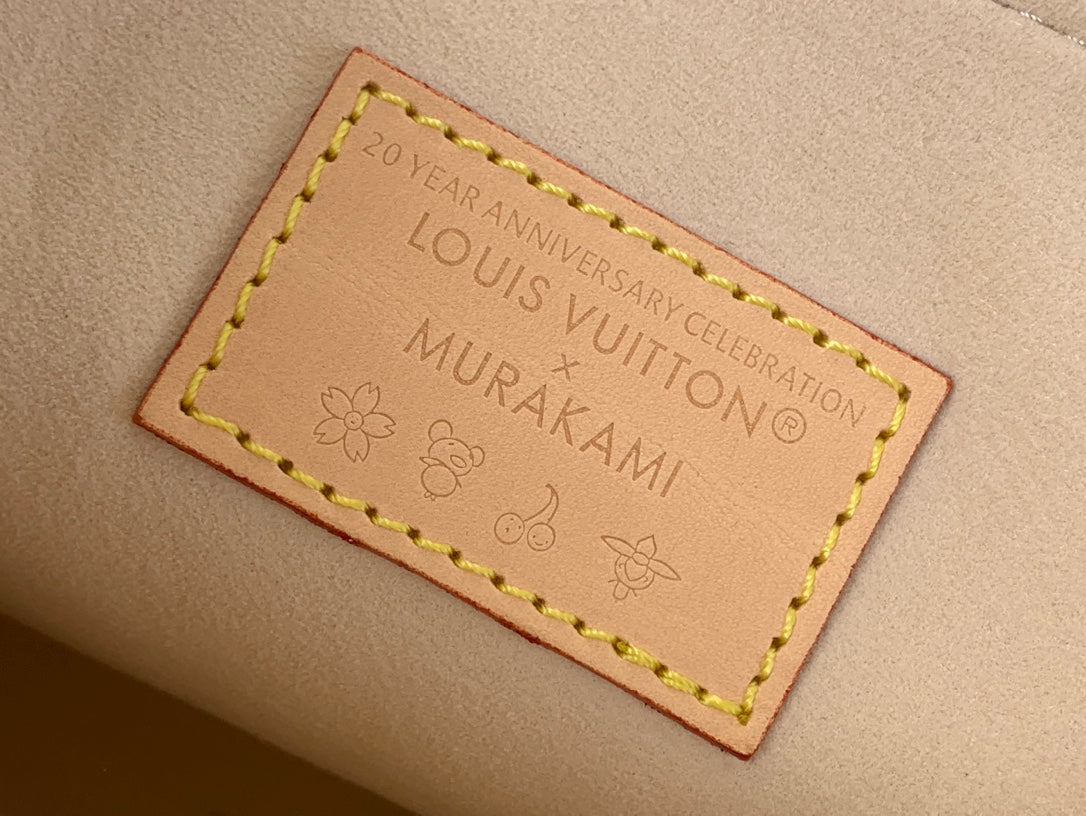 20 YEAR ANNIVERSARY CELEBRATION
LOUIS VUITTON®
x
MURAKAMI